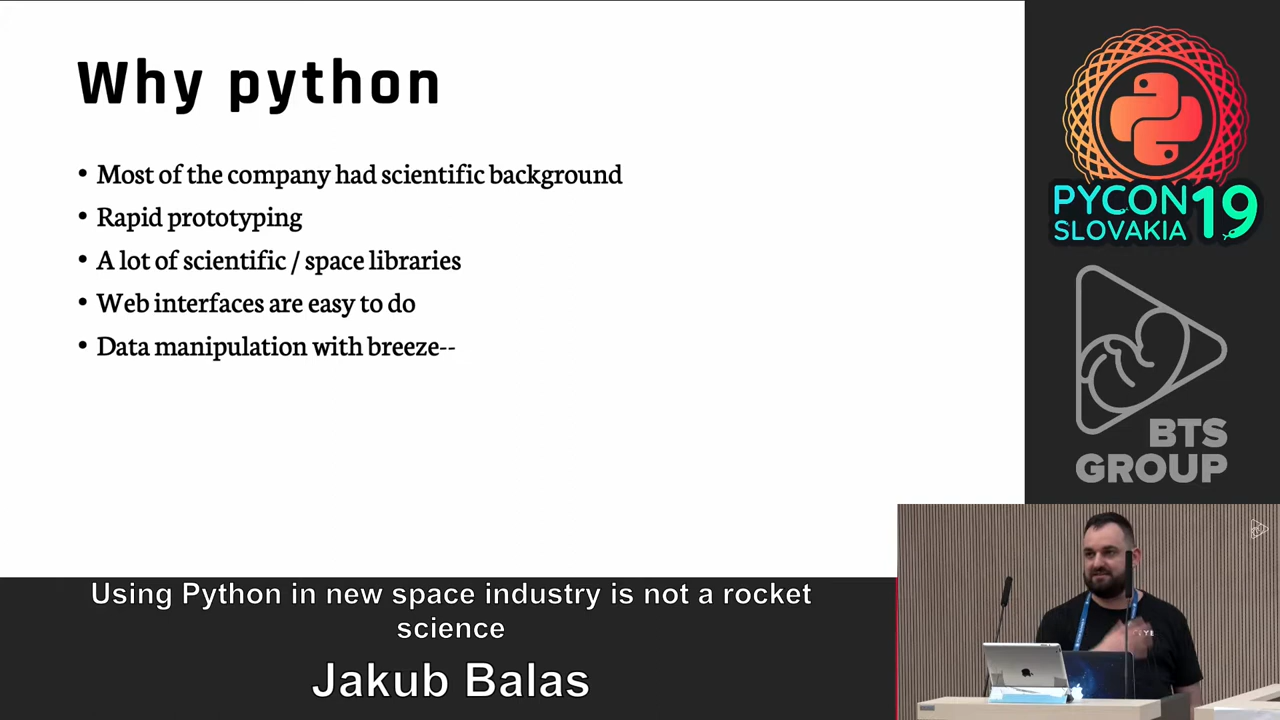 Why python
• Most of the company had scientific background
• Rapid prototyping
• A lot of scientific / space libraries
• Web interfaces are easy to do
• Data manipulation with breeze--
PYCON 19
SLOVAKIA
BTS
GROUP
Using Python in new space industry is not a rocket
science
Jakub Balas